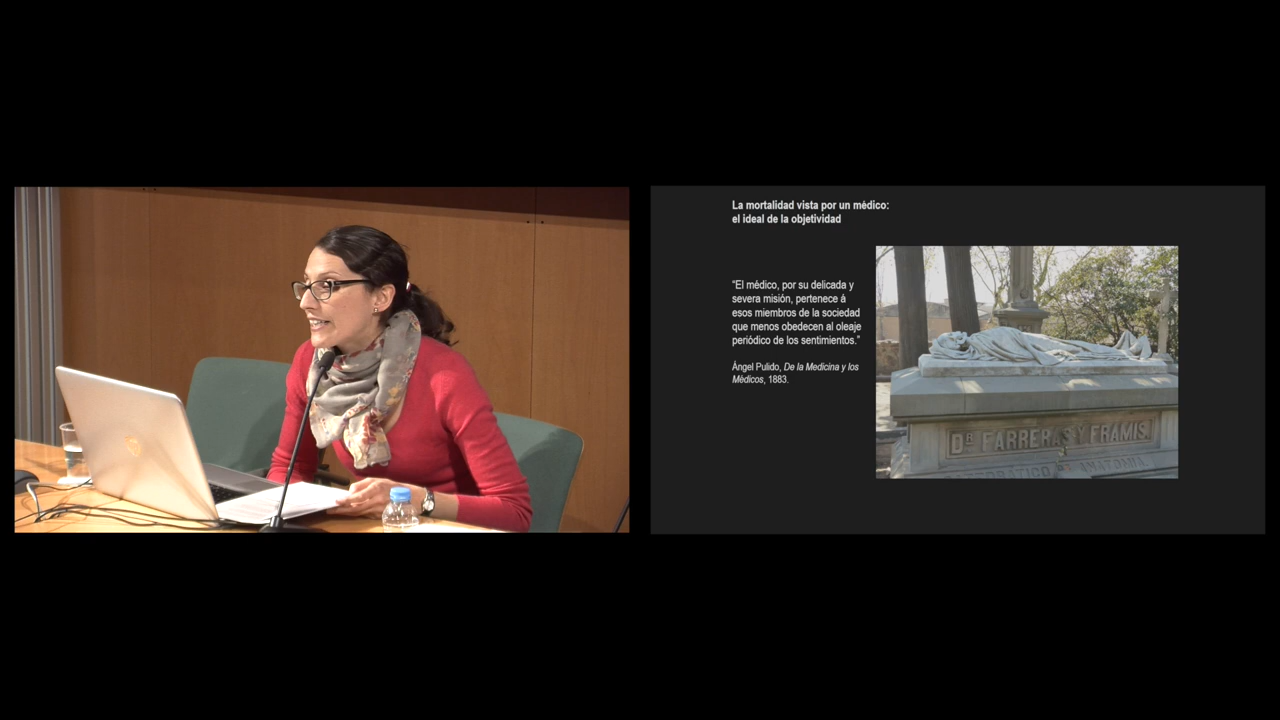 La mortalidad vista por un médico:
el ideal de la objetividad
“El médico, por su delicada y
severa misión, pertenece á
esos miembros de la sociedad
que menos obedecen al oleaje
periódico de los sentimientos.”
Ángel Pulido, De la Medicina y los
Médicos, 1883.
DR FARRERAS Y FRAMIS
CATEDRÁTICO DE ANATOMIA